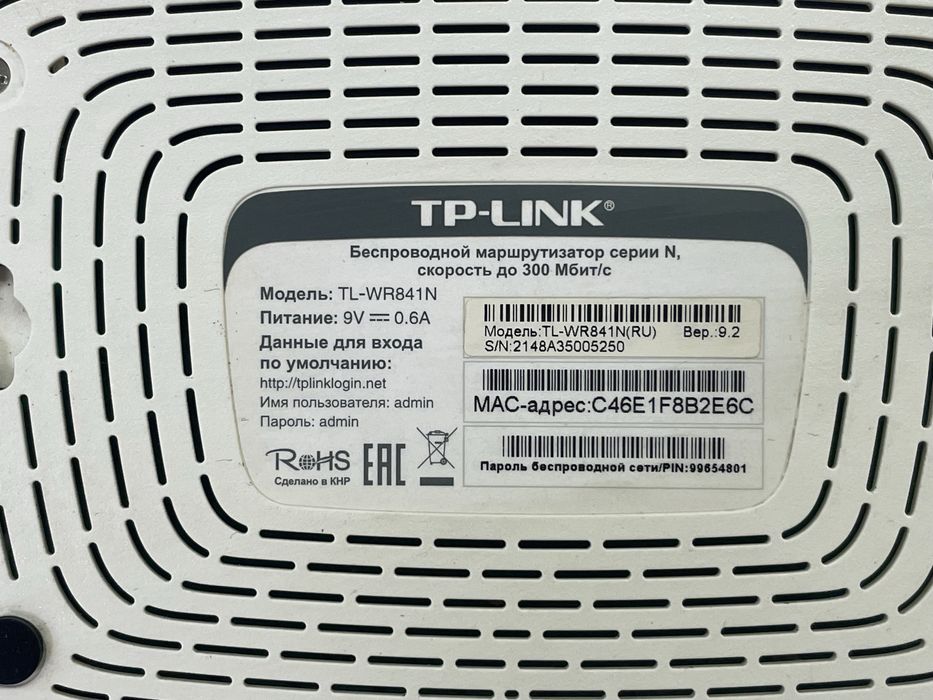 TP-LINK®
Беспроводной маршрутизатор серии N,
скорость до 300 Мбит/с
Модель: TL-WR841N
Питание: 9V 0.6A
Данные для входа
по умолчанию:
http://tplinklogin.net
Имя пользователя: admin
Пароль: admin
RoHS
Сделано в КНР
EAC
Модель:TL-WR841N(RU) Вер.:9.2
S/N:2148A35005250
MAC-адрес:C46E1F8B2E6C
Пароль беспроводной сети/PIN:99654801